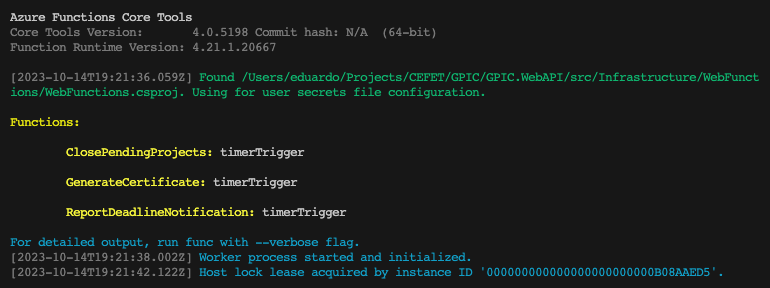 Azure Functions Core Tools
Core Tools Version:       4.0.5198 Commit hash: N/A  (64-bit)
Function Runtime Version: 4.21.1.20667
[2023-10-14T19:21:36.059Z] Found /Users/eduardo/Projects/CEFET/GPIC/GPIC.WebAPI/src/Infrastructure/WebFunct
ions/WebFunctions.csproj. Using for user secrets file configuration.
Functions:
ClosePendingProjects: timerTrigger
GenerateCertificate: timerTrigger
ReportDeadlineNotification: timerTrigger
For detailed output, run func with --verbose flag.
[2023-10-14T19:21:38.002Z] Worker process started and initialized.
[2023-10-14T19:21:42.122Z] Host lock lease acquired by instance ID '000000000000000000000000B08AAED5'.